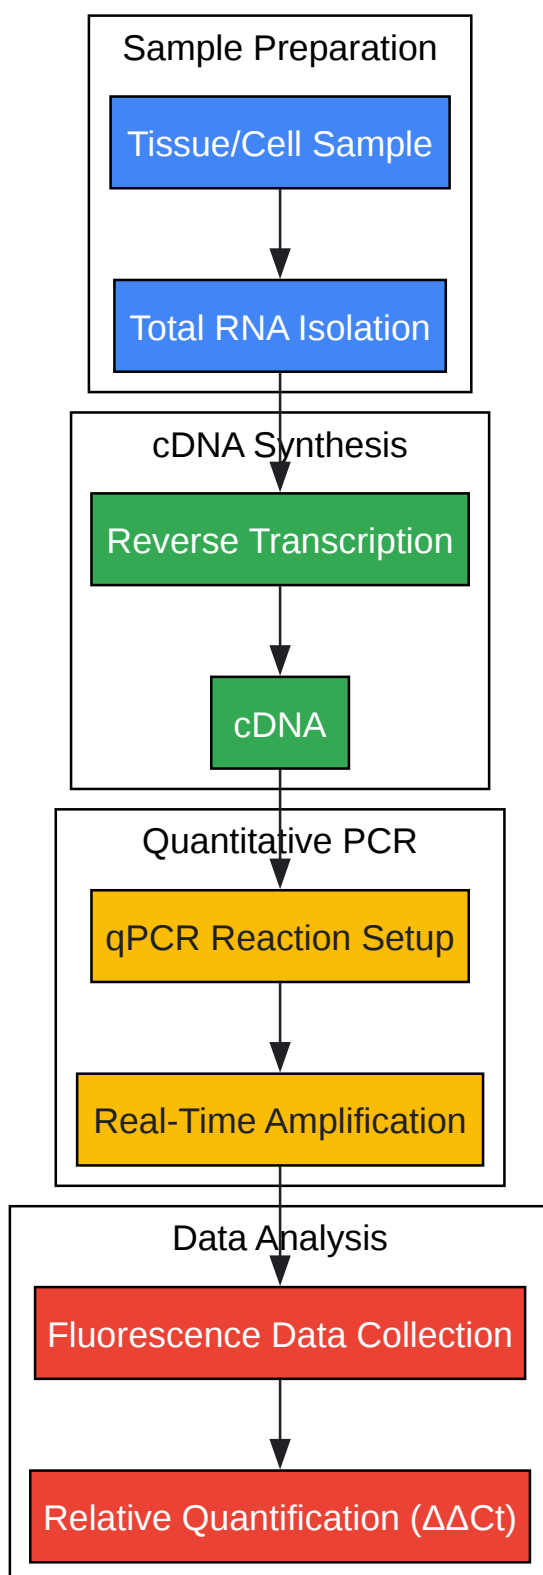 Sample Preparation
Tissue/Cell Sample
Total RNA Isolation
cDNA Synthesis
Reverse Transcription
cDNA
Quantitative PCR
qPCR Reaction Setup
Real-Time Amplification
Data Analysis
Fluorescence Data Collection
Relative Quantification (ΔΔCt)